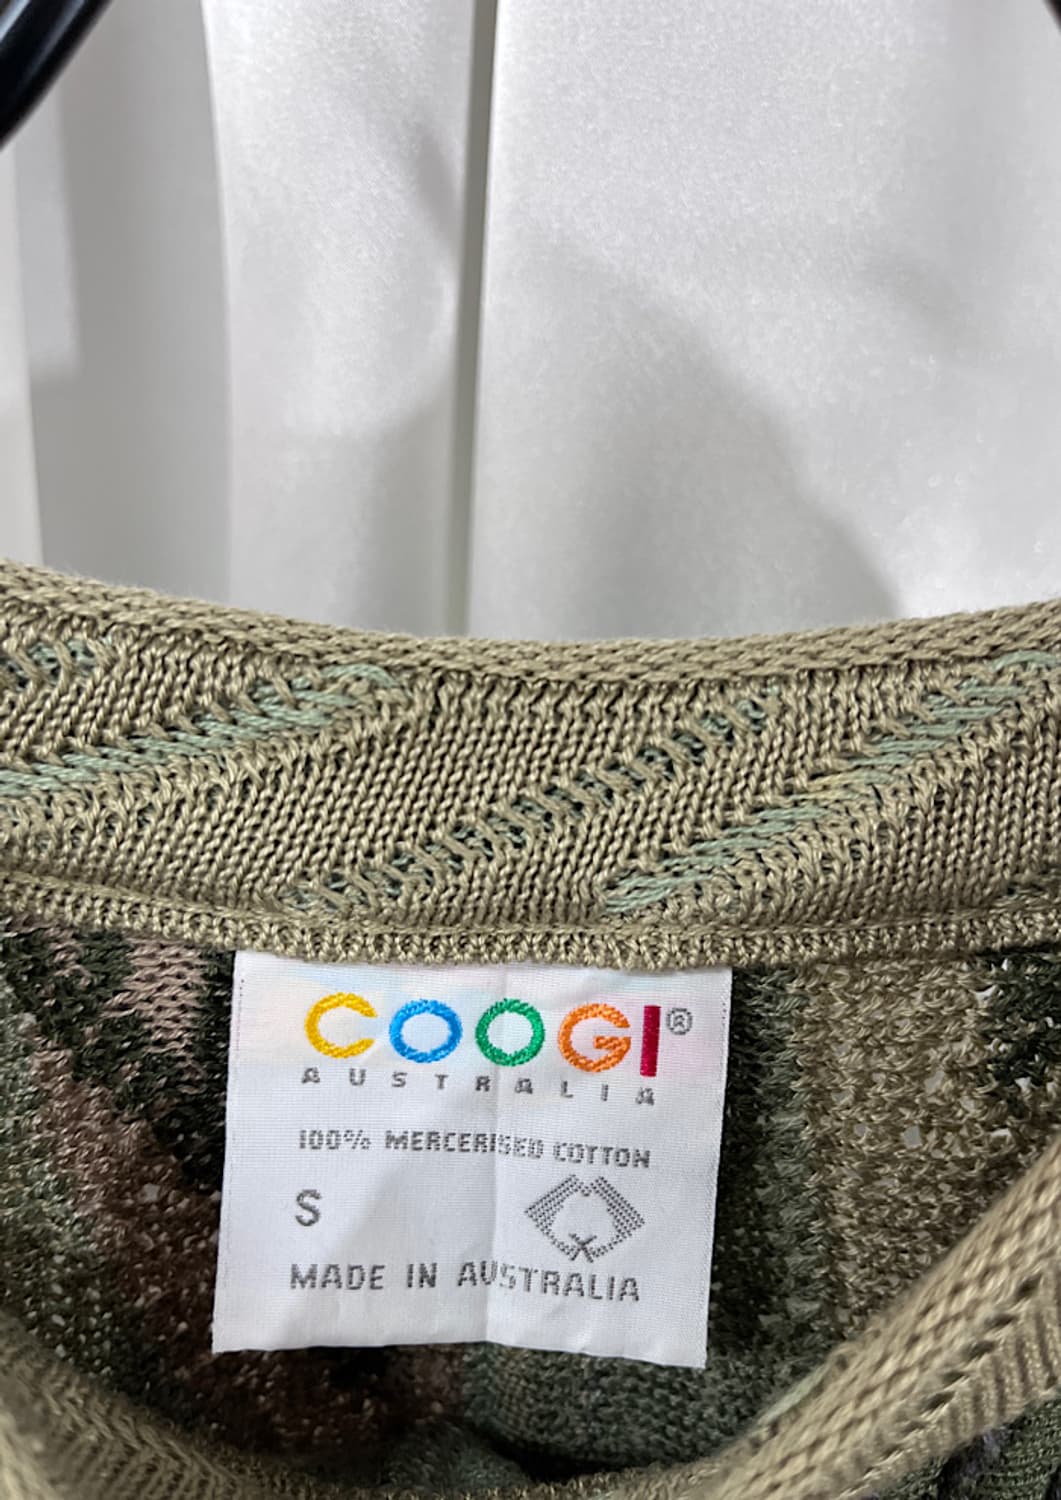 COOGI®
AUSTRALIA
100% MERCERISED COTTON
S
MADE IN AUSTRALIA